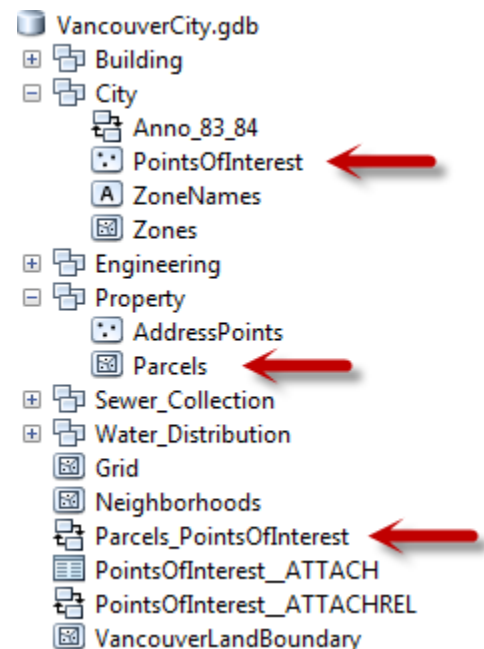 VancouverCity.gdb
Building
City
Anno_83_84
PointsOfInterest
A ZoneNames
Zones
Engineering
Property
AddressPoints
Parcels
Sewer_Collection
Water_Distribution
Grid
Neighborhoods
Parcels_PointsOfInterest
PointsOfInterest__ATTACH
PointsOfInterest__ATTACHREL
VancouverLandBoundary